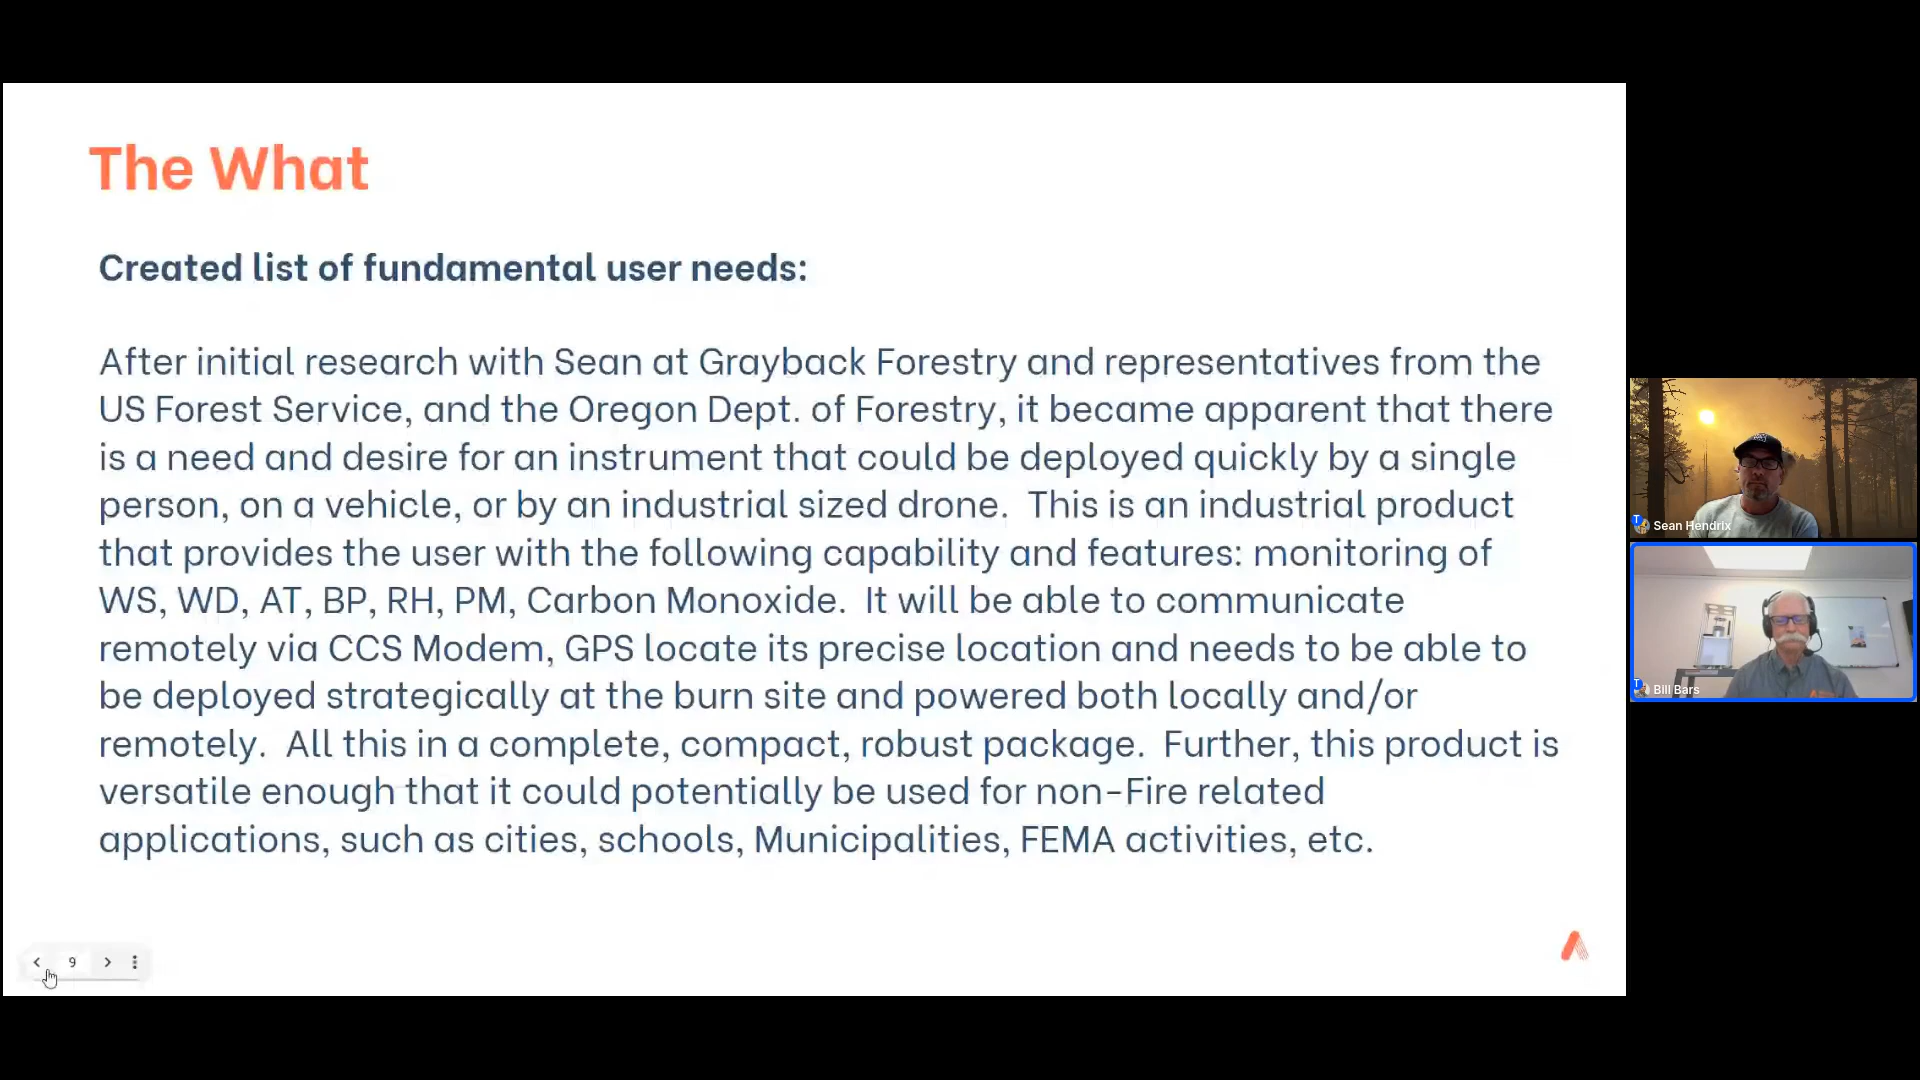 The What
Created list of fundamental user needs:
After initial research with Sean at Grayback Forestry and representatives from the
US Forest Service, and the Oregon Dept. of Forestry, it became apparent that there
is a need and desire for an instrument that could be deployed quickly by a single
person, on a vehicle, or by an industrial sized drone.  This is an industrial product
that provides the user with the following capability and features: monitoring of
WS, WD, AT, BP, RH, PM, Carbon Monoxide.  It will be able to communicate
remotely via CCS Modem, GPS locate its precise location and needs to be able to
be deployed strategically at the burn site and powered both locally and/or
remotely.  All this in a complete, compact, robust package.  Further, this product is
versatile enough that it could potentially be used for non-Fire related
applications, such as cities, schools, Municipalities, FEMA activities, etc.
9
Sean Hendrix
Bill Bars